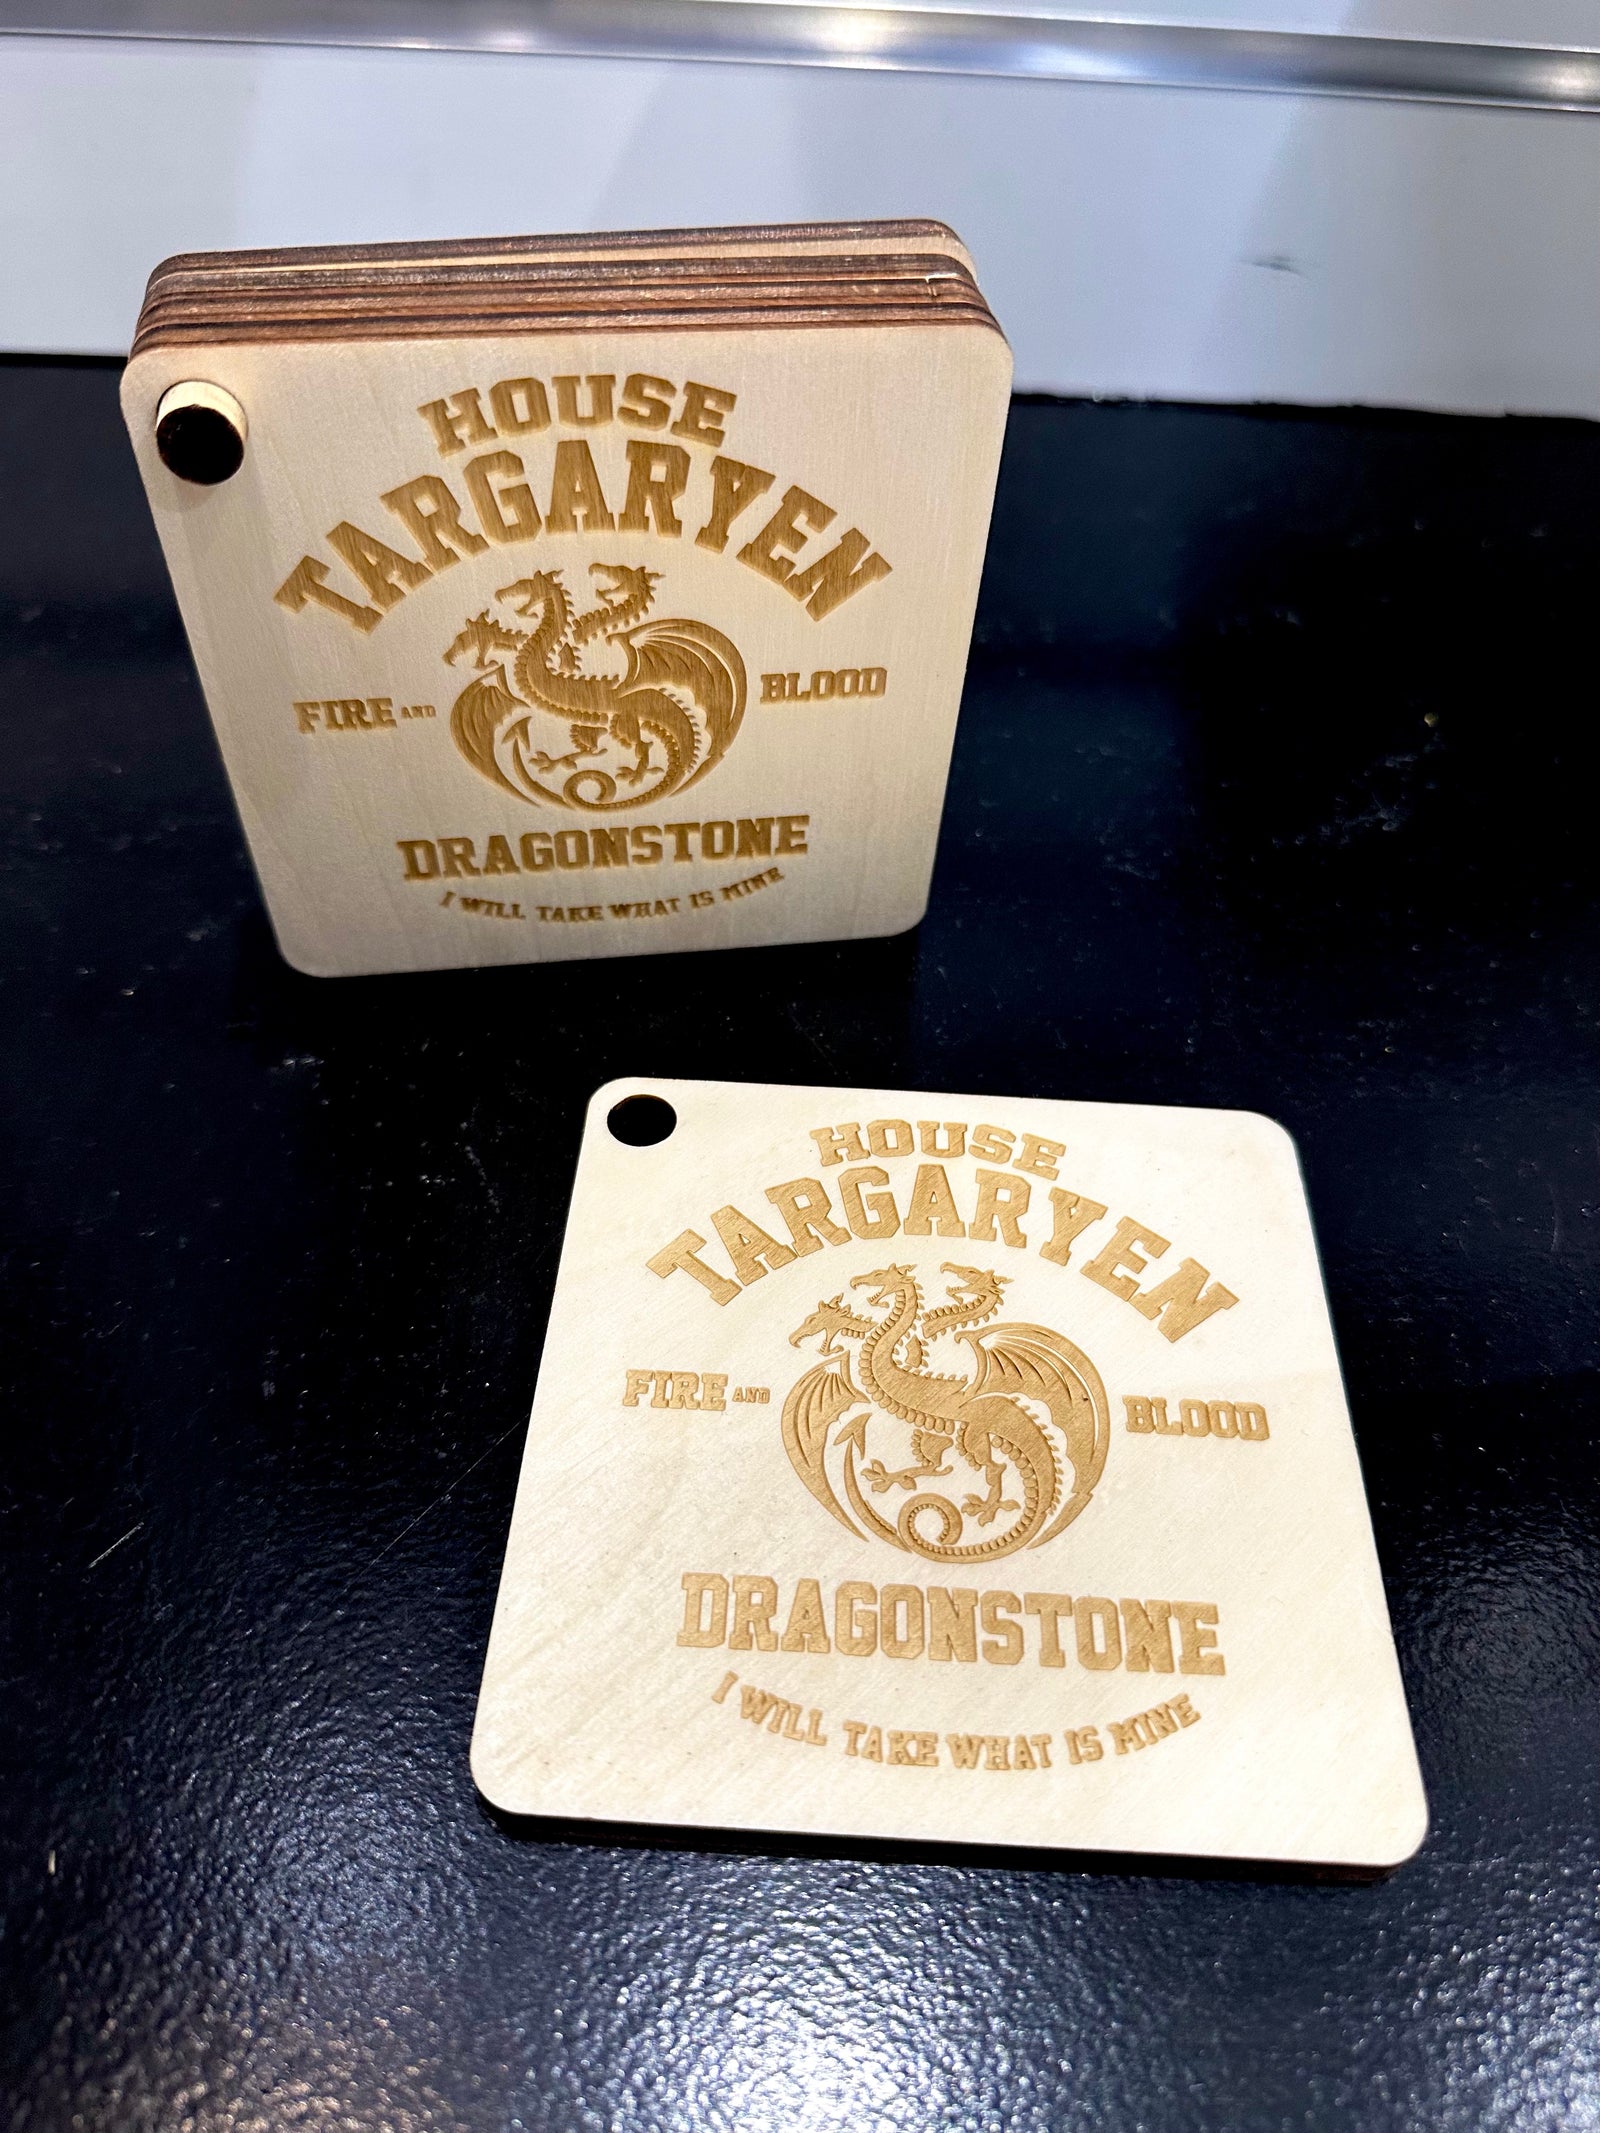 HOUSE
TARGARYEN
FIRE AND BLOOD
DRAGONSTONE
I WILL TAKE WHAT IS MINE
HOUSE
TARGARYEN
FIRE AND BLOOD
DRAGONSTONE
I WILL TAKE WHAT IS MINE